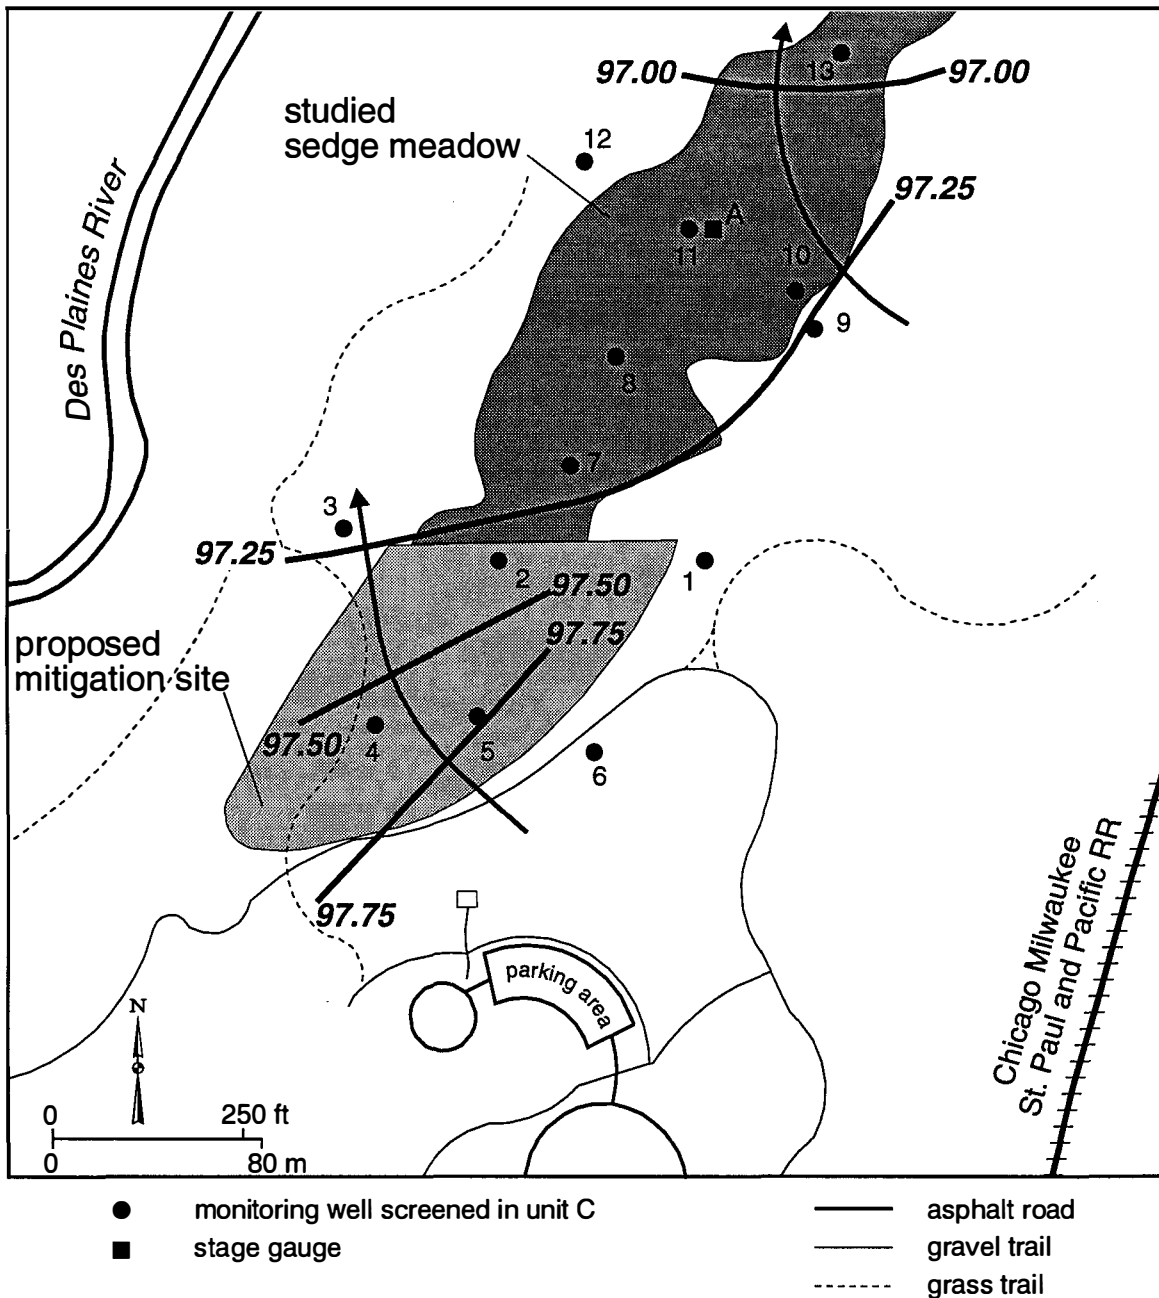 97.00
97.00
13
studied
sedge meadow
12
97.25
Des Plaines River
A
11
10
9
8
7
3
97.25
2
1
97.50
97.75
proposed
mitigation site
97.50
4
5
6
97.75
parking area
Chicago Milwaukee
St. Paul and Pacific RR
N
0 250 ft
0 80 m
monitoring well screened in unit C
stage gauge
asphalt road
gravel trail
grass trail